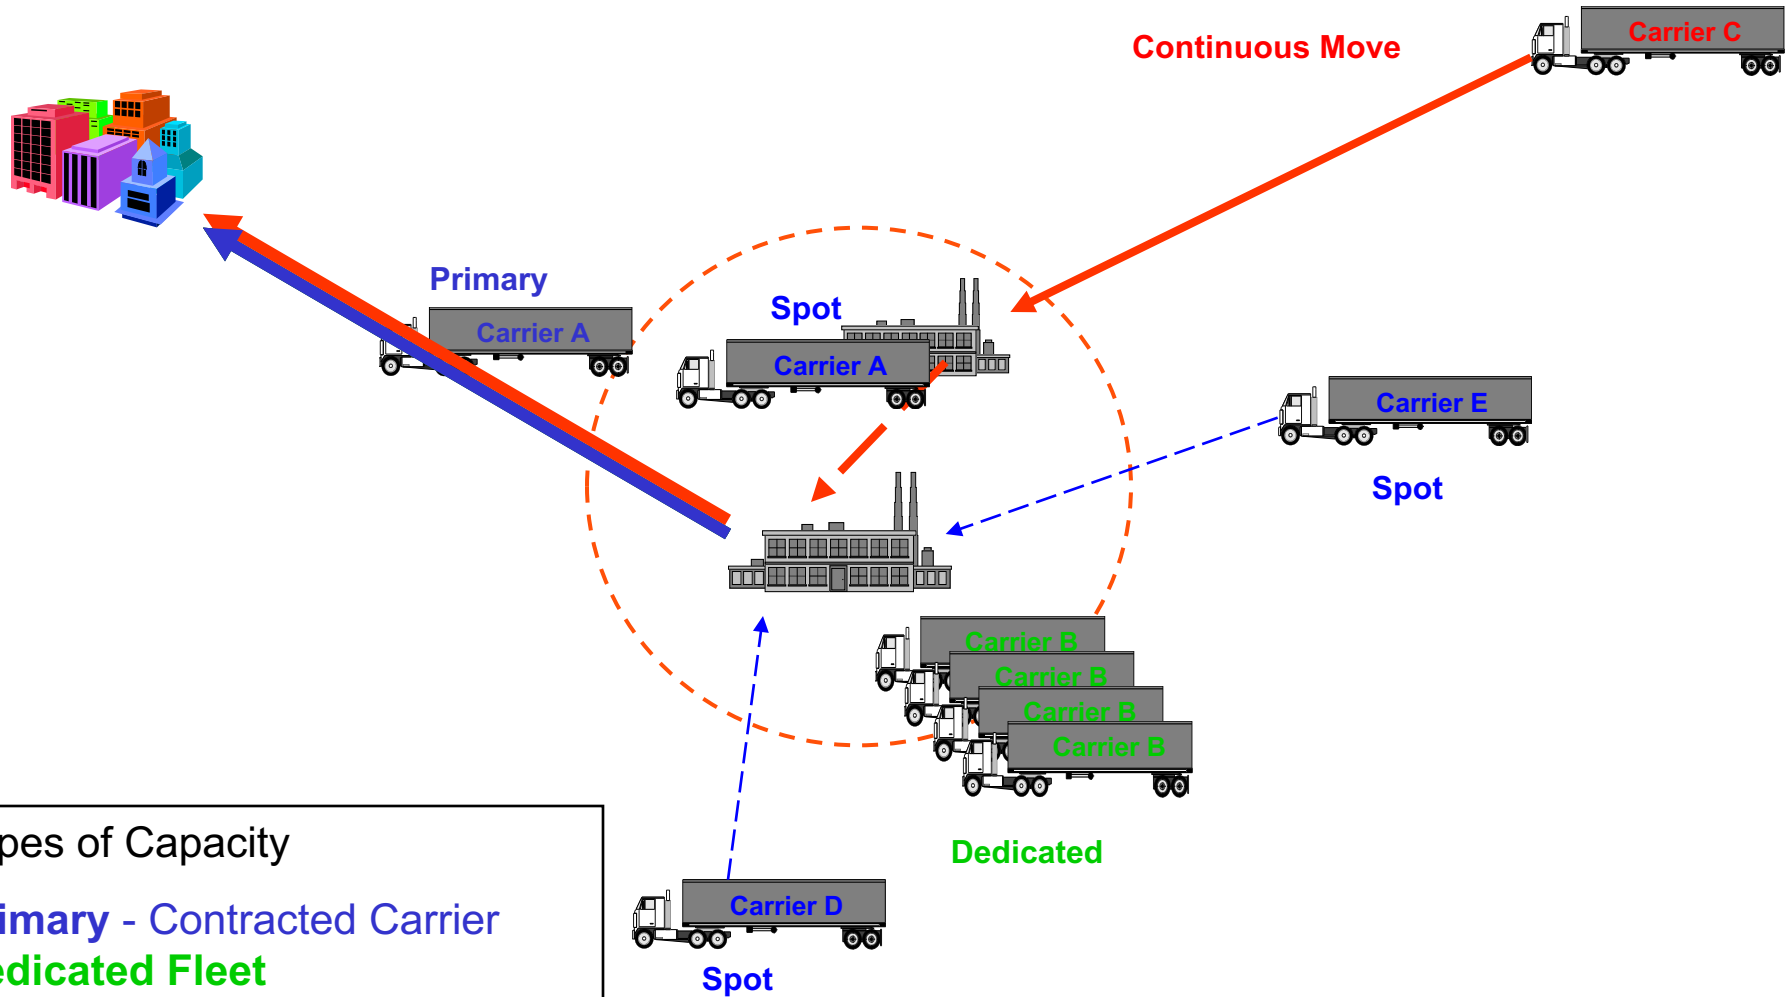 Continuous Move
Carrier C
Primary
Carrier A
Spot
Carrier A
Carrier E
Spot
Carrier B
Carrier B
Carrier B
Carrier B
Dedicated
Carrier D
Spot
pes of Capacity
imary - Contracted Carrier
edicated Fleet